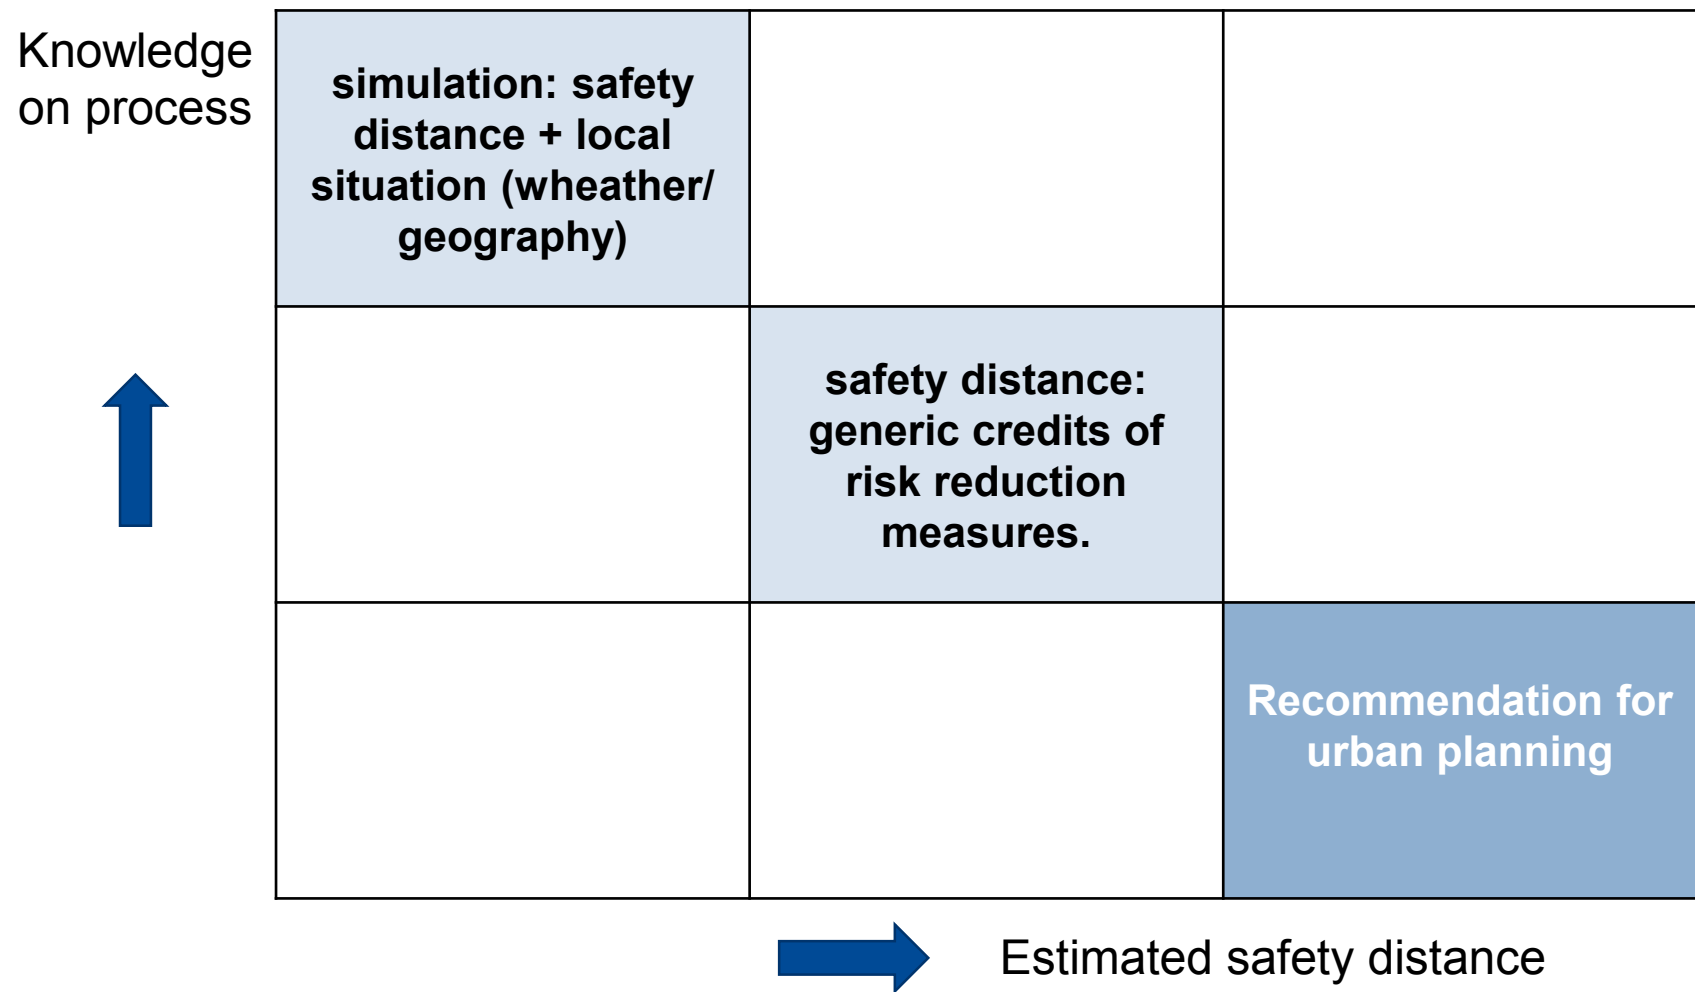 Knowledge
on process
simulation: safety
distance + local
situation (wheather/
geography)
safety distance:
generic credits of
risk reduction
measures.
Recommendation for
urban planning
Estimated safety distance